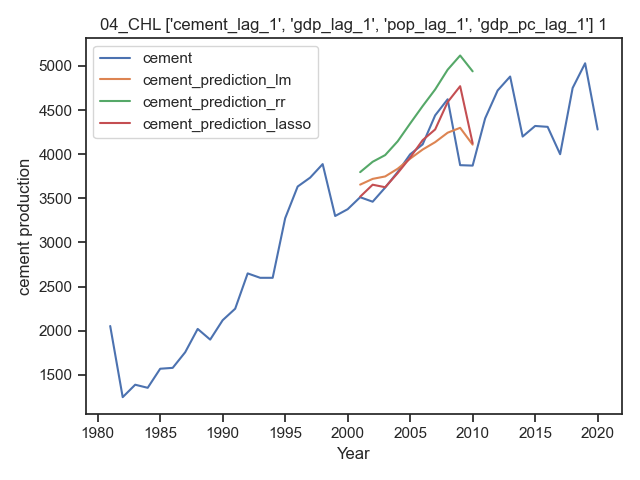 04_CHL ['cement_lag_1', 'gdp_lag_1', 'pop_lag_1', 'gdp_pc_lag_1'] 1
cement
cement_prediction_lm
cement_prediction_rr
cement_prediction_lasso
5000
4500
4000
3500
3000
2500
2000
1500
cement production
1980 1985 1990 1995 2000 2005 2010 2015 2020
Year